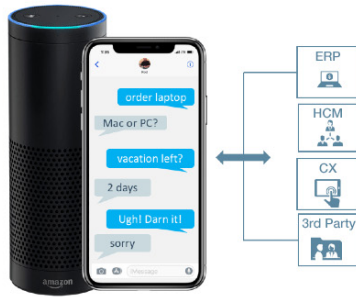 order laptop
Mac or PC?
vacation left?
2 days
Ugh! Darn it!
sorry
iMessage
amazon
ERP
HCM
CX
3rd Party